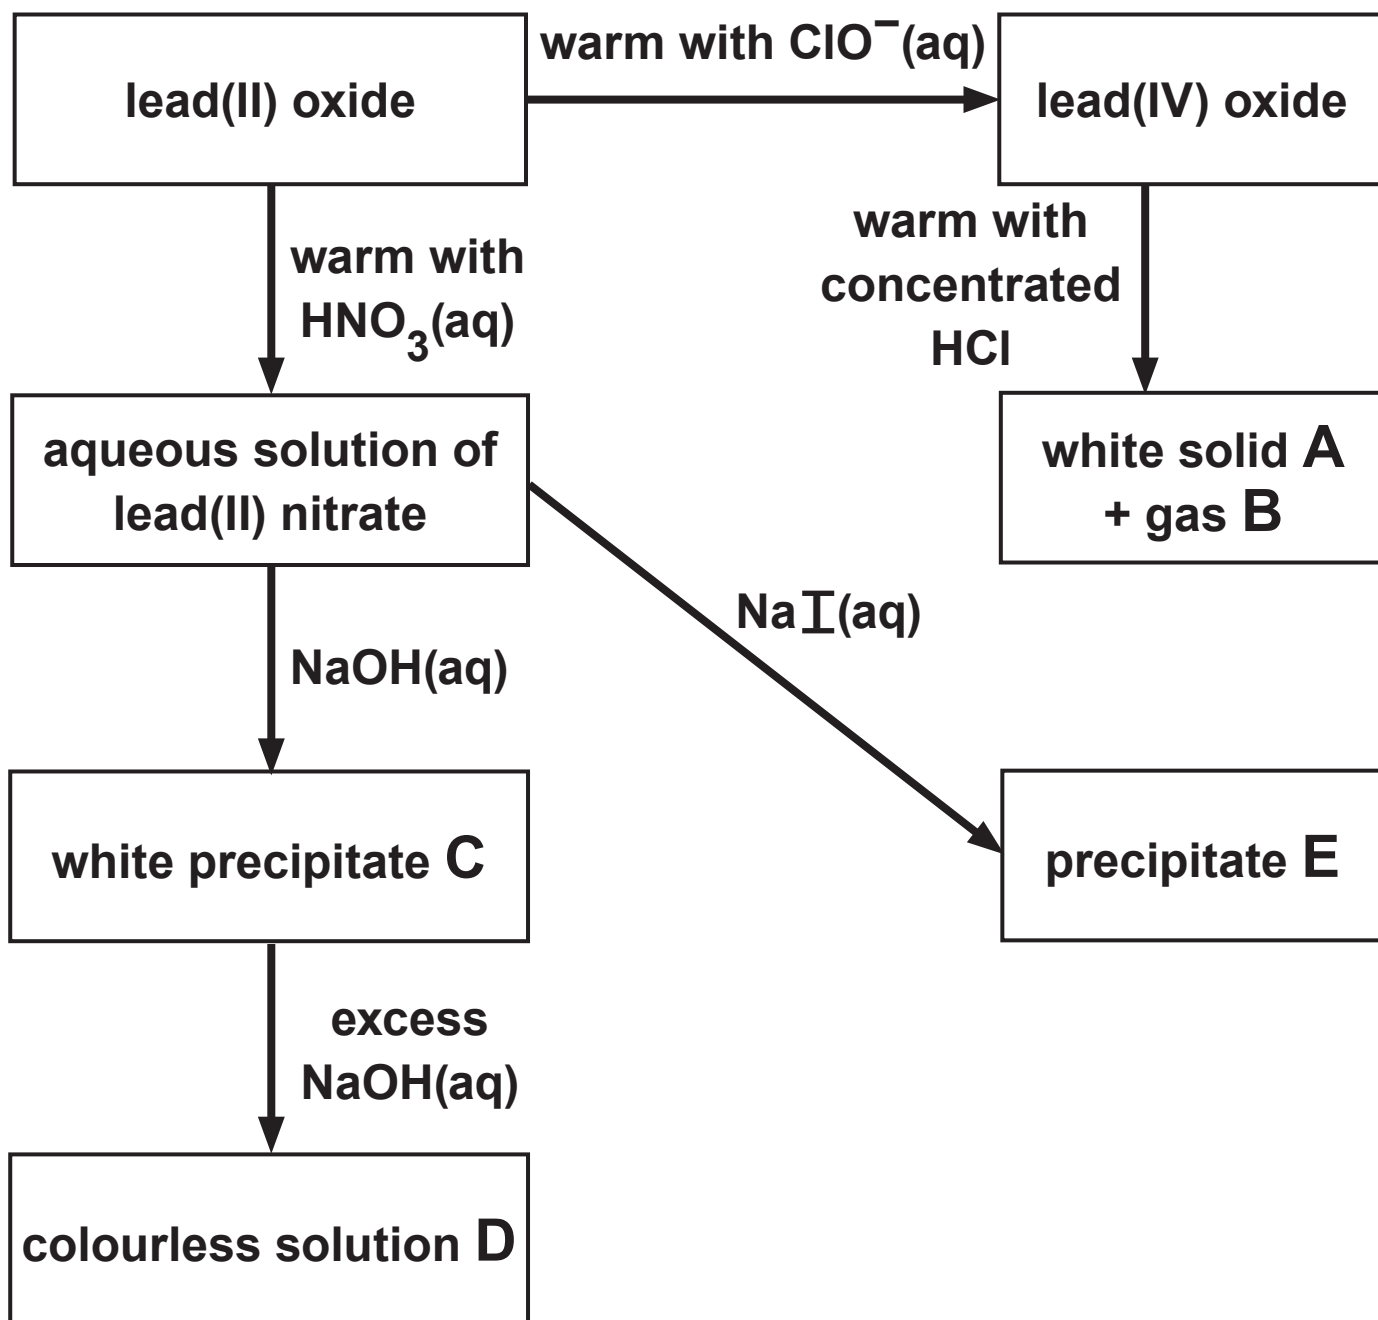 lead(II) oxide
warm with ClO⁻(aq)
lead(IV) oxide
warm with
HNO₃(aq)
warm with
concentrated
HCl
aqueous solution of
lead(II) nitrate
white solid A
+ gas B
NaI(aq)
NaOH(aq)
white precipitate C
precipitate E
excess
NaOH(aq)
colourless solution D